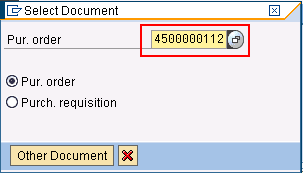 Select Document
Pur. order 4500000112
Pur. order
Purch. requisition
Other Document